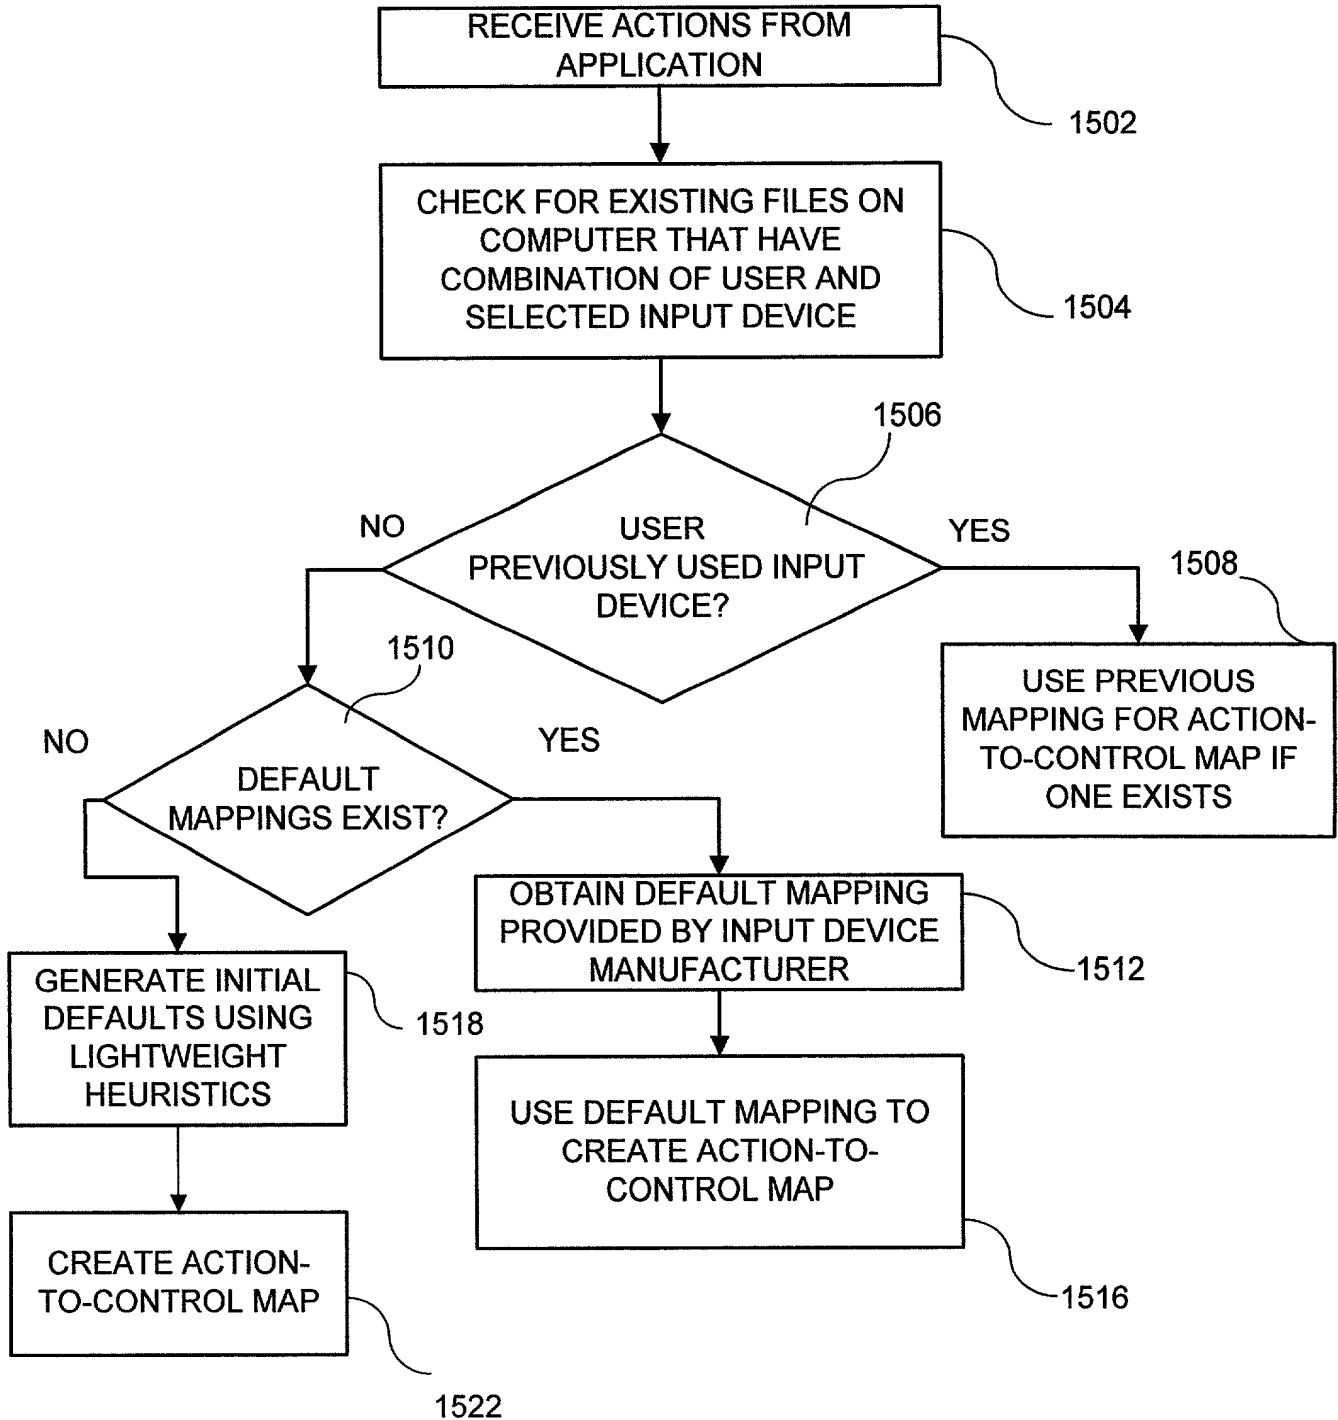 RECEIVE ACTIONS FROM
APPLICATION
1502
CHECK FOR EXISTING FILES ON
COMPUTER THAT HAVE
COMBINATION OF USER AND
SELECTED INPUT DEVICE
1504
1506
NO
USER
PREVIOUSLY USED INPUT
DEVICE?
YES
1508
USE PREVIOUS
MAPPING FOR ACTION-
TO-CONTROL MAP IF
ONE EXISTS
1510
NO
DEFAULT
MAPPINGS EXIST?
YES
OBTAIN DEFAULT MAPPING
PROVIDED BY INPUT DEVICE
MANUFACTURER
1512
GENERATE INITIAL
DEFAULTS USING
LIGHTWEIGHT
HEURISTICS
1518
USE DEFAULT MAPPING TO
CREATE ACTION-TO-
CONTROL MAP
1516
CREATE ACTION-
TO-CONTROL MAP
1522